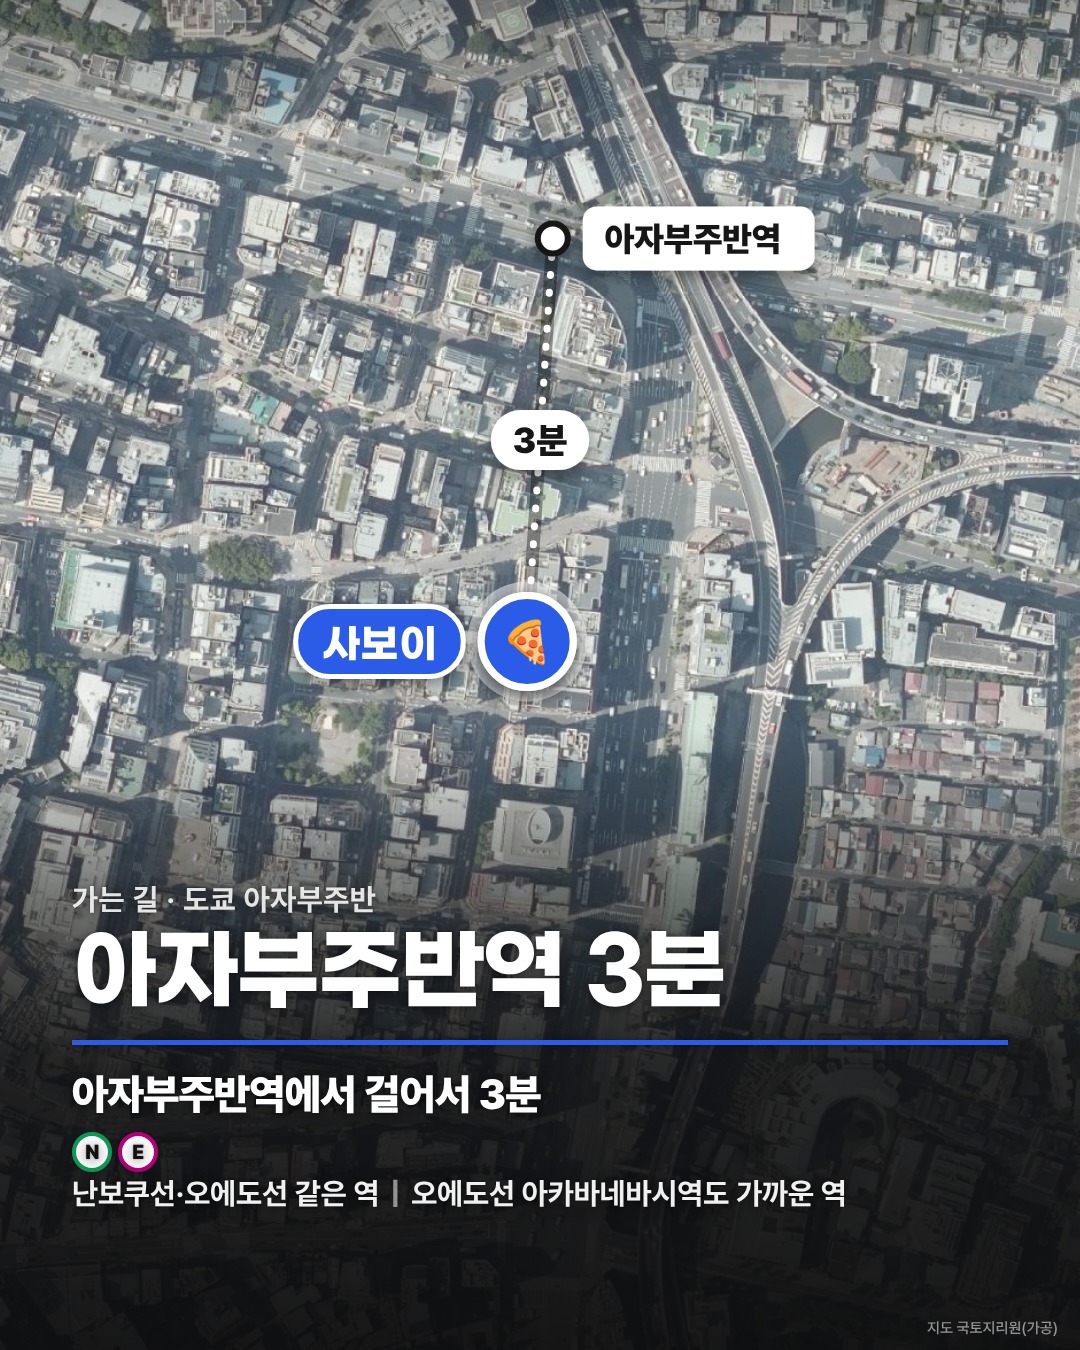 아자부주반역
3분
사보이
가는 길 · 도쿄 아자부주반
아자부주반역 3분
아자부주반역에서 걸어서 3분
N E
난보쿠선·오에도선 같은 역 | 오에도선 아카바네바시역도 가까운 역
지도 국토지리원(가공)